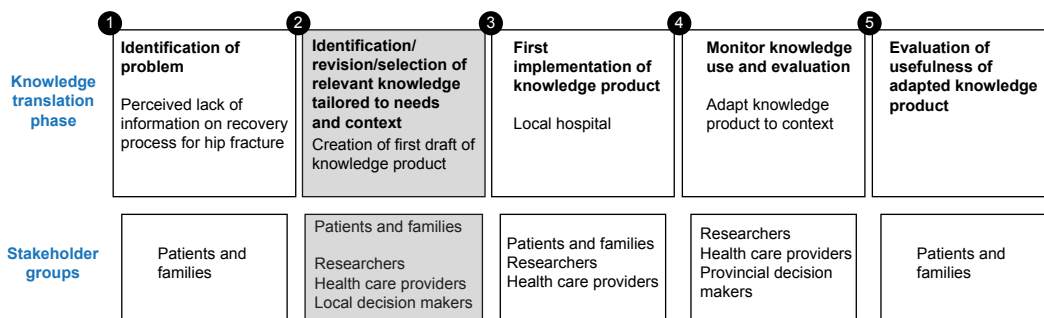 1
2
3
4
5
Knowledge
translation
phase
Identification of
problem
Perceived lack of
information on recovery
process for hip fracture
Identification/
revision/selection of
relevant knowledge
tailored to needs
and context
Creation of first draft of
knowledge product
First
implementation of
knowledge product
Local hospital
Monitor knowledge
use and evaluation
Adapt knowledge
product to context
Evaluation of
usefulness of
adapted knowledge
product
Stakeholder
groups
Patients and
families
Patients and families
Researchers
Health care providers
Local decision makers
Patients and families
Researchers
Health care providers
Researchers
Health care providers
Provincial decision
makers
Patients and
families